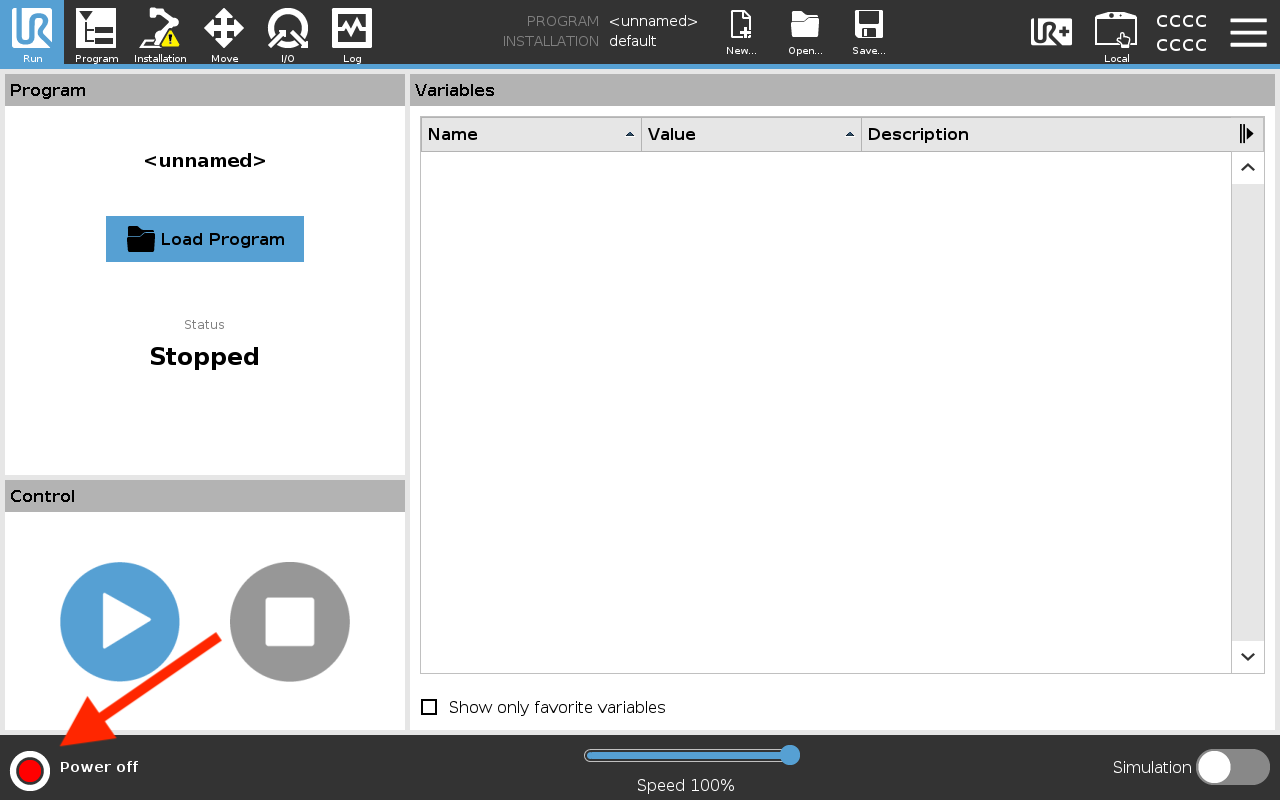 Run
Program
Installation
Move
I/O
Log
PROGRAM <unnamed>
INSTALLATION default
New...
Open...
Save...
UR+
Local
CCCC
CCCC
Program
<unnamed>
Load Program
Status
Stopped
Control
Variables
Name
Value
Description
Show only favorite variables
Power off
Speed 100%
Simulation